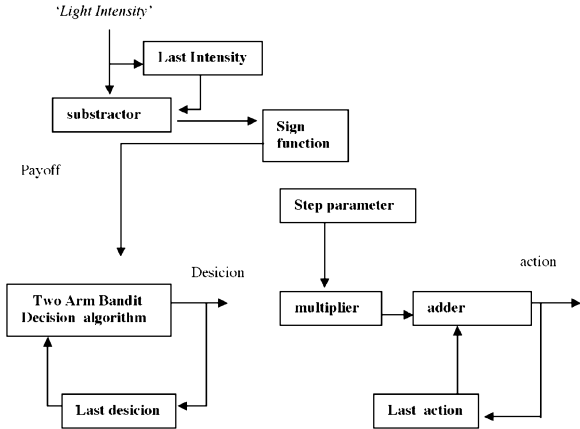 'Light Intensity'
Last Intensity
substractor
Sign
function
Payoff
Step parameter
Desicion
action
Two Arm Bandit
Decision algorithm
multiplier
adder
Last desicion
Last action